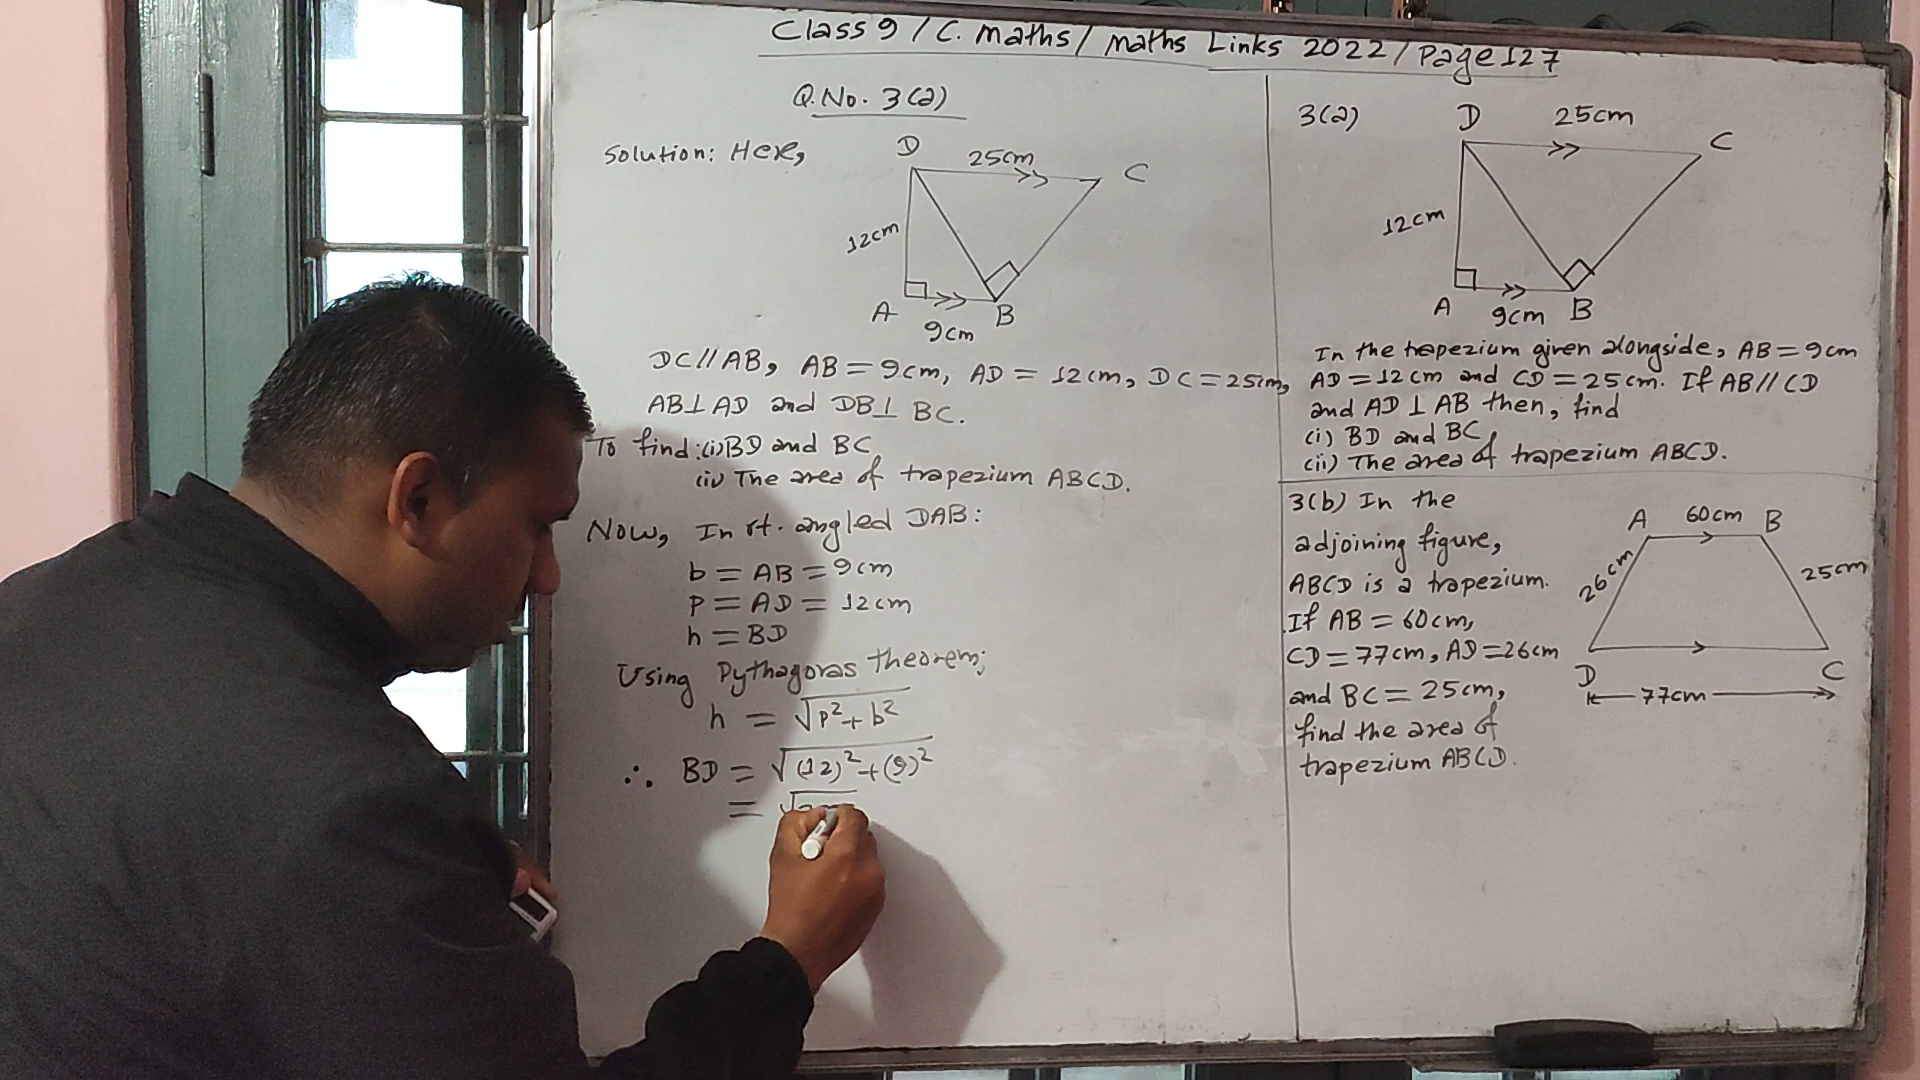 Class 9 / C. Maths / Maths Links 2022 / Page 127
Q.No. 3(a)
Solution: Here,
D
25cm
C
12cm
A
9cm
B
DC//AB, AB = 9cm, AD = 12cm, DC = 25cm,
AB⊥AD and DB⊥ BC.
To find:(i)BD and BC
(ii) The area of trapezium ABCD.
Now, In rt. angled DAB:
b = AB = 9cm
P = AD = 12cm
h = BD
Using Pythagoras theorem;
h = √P²+b²
∴ BD = √(12)²+(9)²
= √
3(a)
D
25cm
C
12cm
A
9cm
B
In the trapezium given alongside, AB = 9cm
AD = 12cm and CD = 25cm. If AB//CD
and AD ⊥ AB then, find
(i) BD and BC
(ii) The area of trapezium ABCD.
3(b) In the
adjoining figure,
ABCD is a trapezium.
If AB = 60cm,
CD = 77cm, AD = 26cm
and BC = 25cm,
find the area of
trapezium ABCD.
A
60cm
B
26cm
25cm
D
C
77cm